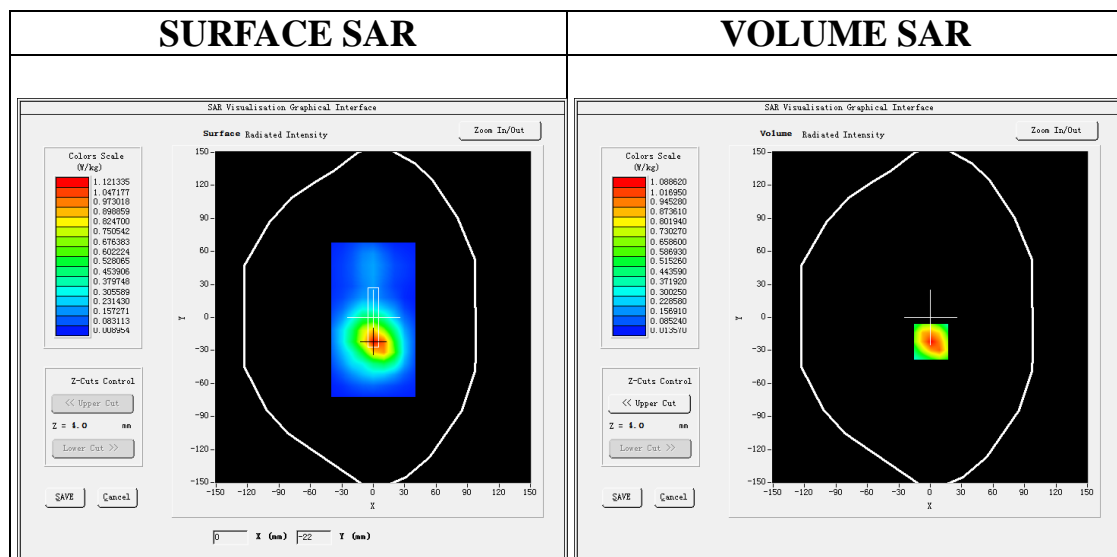 SURFACE SAR
VOLUME SAR
SAR Visualisation Graphical Interface
Surface Radiated Intensity
Zoom In/Out
Colors Scale
(W/kg)
1.121335
1.047177
0.973018
0.898859
0.824700
0.750542
0.676383
0.602224
0.528065
0.453906
0.379748
0.305589
0.231430
0.157271
0.083113
0.008954
Z-Cuts Control
<< Upper Cut
Z = 4.0 mm
Lower Cut >>
SAVE
Cancel
150
120
90
60
30
0
-30
-60
-90
-120
-150
Y
-150 -120 -90 -60 -30 0 30 60 90 120 150
X
0 X (mm) -22 Y (mm)
SAR Visualisation Graphical Interface
Volume Radiated Intensity
Zoom In/Out
Colors Scale
(W/kg)
1.088620
1.016950
0.945280
0.873610
0.801940
0.730270
0.658600
0.586930
0.515260
0.443590
0.371920
0.300250
0.228580
0.156910
0.085240
0.013570
Z-Cuts Control
<< Upper Cut
Z = 4.0 mm
Lower Cut >>
SAVE
Cancel
150
120
90
60
30
0
-30
-60
-90
-120
-150
Y
-150 -120 -90 -60 -30 0 30 60 90 120 150
X